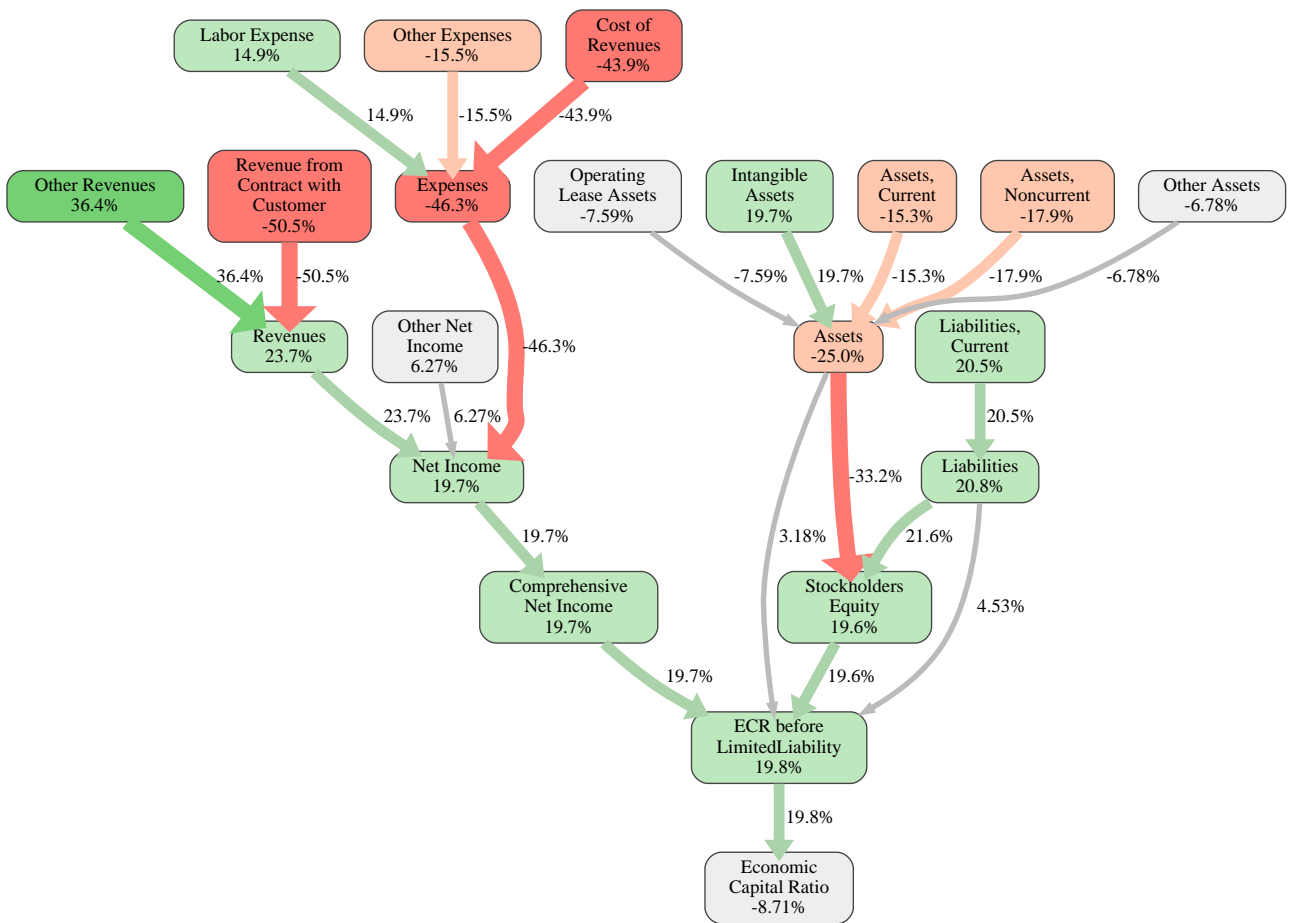 Labor Expense
14.9%
Other Expenses
-15.5%
Cost of
Revenues
-43.9%
14.9%
-15.5%
-43.9%
Other Revenues
36.4%
Revenue from
Contract with
Customer
-50.5%
Expenses
-46.3%
Operating
Lease Assets
-7.59%
Intangible
Assets
19.7%
Assets,
Current
-15.3%
Assets,
Noncurrent
-17.9%
Other Assets
-6.78%
36.4%
-50.5%
-7.59%
19.7%
-15.3%
-17.9%
-6.78%
Revenues
23.7%
Other Net
Income
6.27%
-46.3%
Assets
-25.0%
Liabilities,
Current
20.5%
23.7%
6.27%
20.5%
Net Income
19.7%
-33.2%
Liabilities
20.8%
19.7%
3.18%
21.6%
4.53%
Comprehensive
Net Income
19.7%
Stockholders
Equity
19.6%
19.7%
19.6%
ECR before
LimitedLiability
19.8%
19.8%
Economic
Capital Ratio
-8.71%